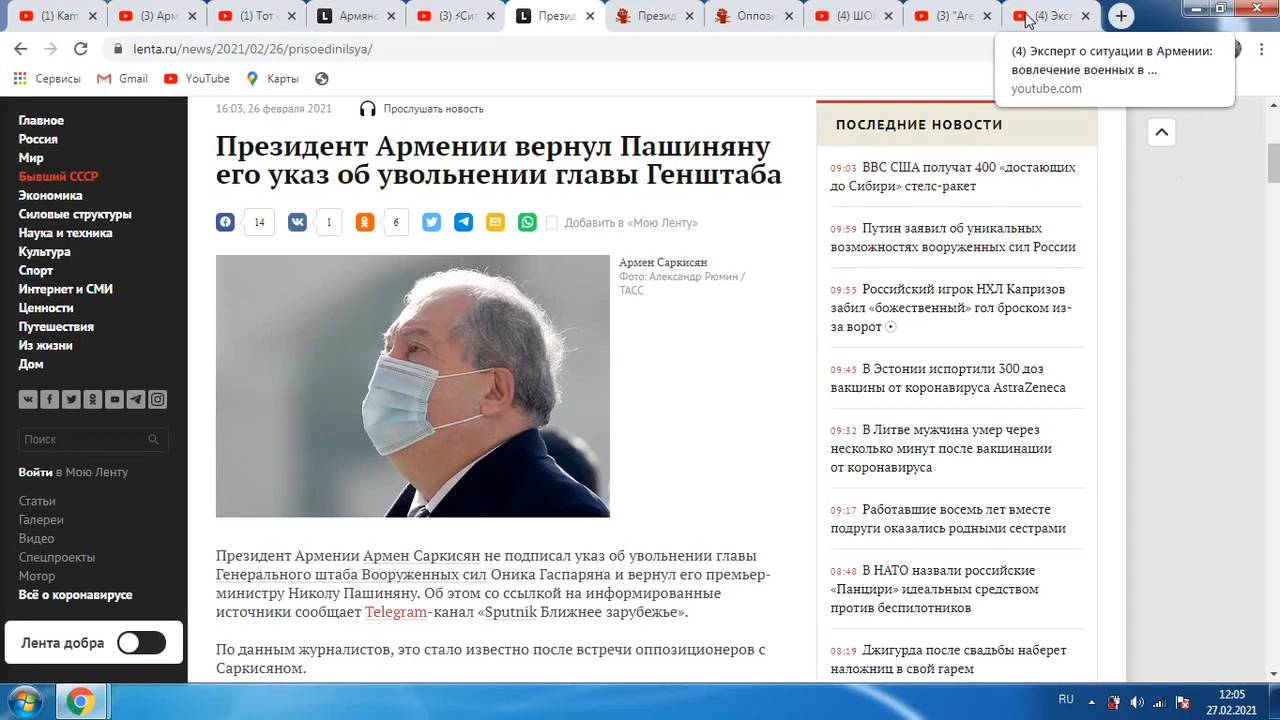 (1) Кам
(3) Арм
(1) Тот
Армянс
(3) ⚡Сит
Презид
Презид
Оппози
(4) ШО
(3) "Аге
(4) Эксп
lenta.ru/news/2021/02/26/prisoedinilsya/
(4) Эксперт о ситуации в Армении:
вовлечение военных в ...
youtube.com
Сервисы
Gmail
YouTube
Карты
Главное
Россия
Мир
Бывший СССР
Экономика
Силовые структуры
Наука и техника
Культура
Спорт
Интернет и СМИ
Ценности
Путешествия
Из жизни
Дом
Поиск
Войти в Мою Ленту
Статьи
Галереи
Видео
Спецпроекты
Мотор
Всё о коронавирусе
Лента добра
16:03, 26 февраля 2021
Прослушать новость
Президент Армении вернул Пашиняну
его указ об увольнении главы Генштаба
14
1
6
Добавить в «Мою Ленту»
Армен Саркисян
Фото: Александр Рюмин /
ТАСС
Президент Армении Армен Саркисян не подписал указ об увольнении главы
Генерального штаба Вооруженных сил Оника Гаспаряна и вернул его премьер-
министру Николу Пашиняну. Об этом со ссылкой на информированные
источники сообщает Telegram-канал «Sputnik Ближнее зарубежье».
По данным журналистов, это стало известно после встречи оппозиционеров с
Саркисяном.
ПОСЛЕДНИЕ НОВОСТИ
09:03 ВВС США получат 400 «достающих
до Сибири» стелс-ракет
09:59 Путин заявил об уникальных
возможностях вооруженных сил России
09:55 Российский игрок НХЛ Капризов
забил «божественный» гол броском из-
за ворот
09:45 В Эстонии испортили 300 доз
вакцины от коронавируса AstraZeneca
09:32 В Литве мужчина умер через
несколько минут после вакцинации
от коронавируса
09:17 Работавшие восемь лет вместе
подруги оказались родными сестрами
08:48 В НАТО назвали российские
«Панцири» идеальным средством
против беспилотников
08:19 Джигурда после свадьбы наберет
наложниц в свой гарем
RU
12:05
27.02.2021